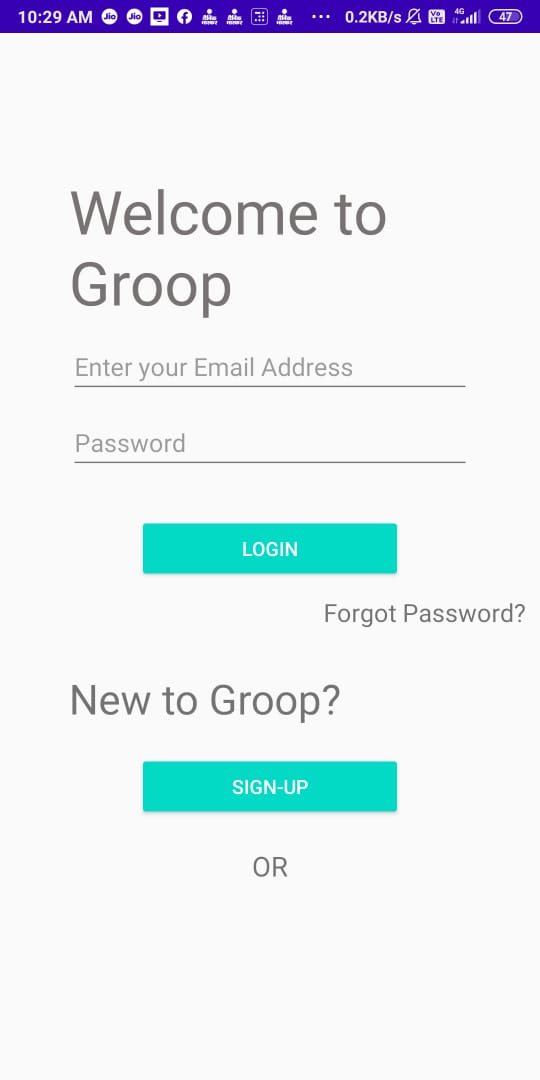 10:29 AM Jio Jio ... 0.2KB/s Vo LTE 4G 47
Welcome to
Groop
Enter your Email Address
Password
LOGIN
Forgot Password?
New to Groop?
SIGN-UP
OR